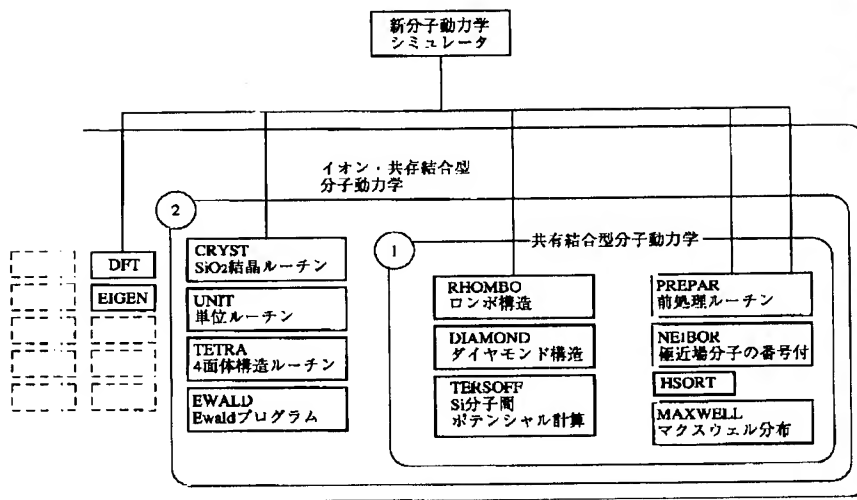 新分子動力学
シミュレータ
イオン・共存結合型
分子動力学
2
1
共有結合型分子動力学
DFT
EIGEN
CRYST
SiO2結晶ルーチン
UNIT
単位ルーチン
TETRA
4面体構造ルーチン
EWALD
Ewaldプログラム
RHOMBO
ロンボ構造
DIAMOND
ダイヤモンド構造
TERSOFF
Si分子間
ポテンシャル計算
PREPAR
前処理ルーチン
NEIBOR
極近場分子の番号付
HSORT
MAXWELL
マクスウェル分布